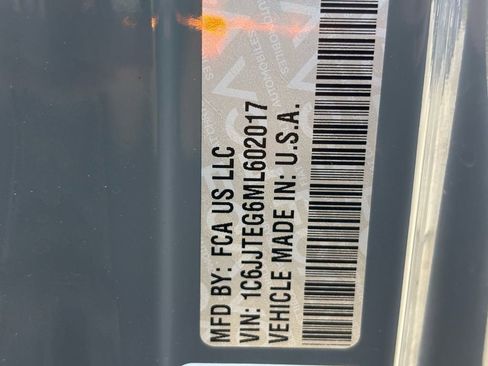 MFD BY: FCA US LLC
VIN: 1C6JJTEG6ML602017
VEHICLE MADE IN: U.S.A.